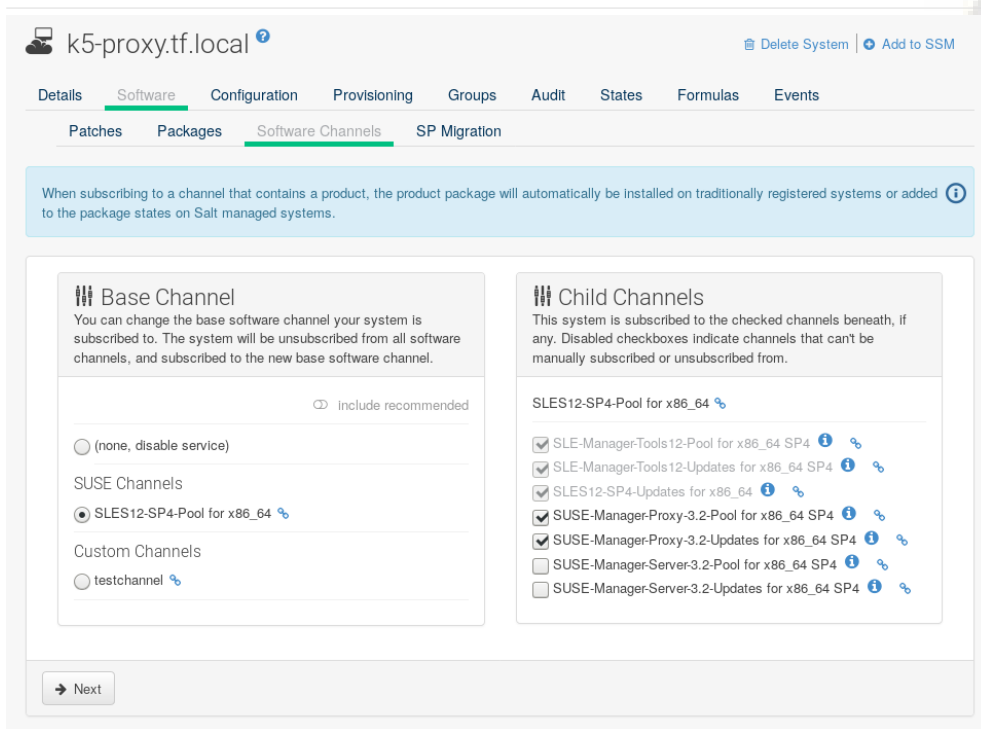 k5-proxy.tf.local
Delete System | Add to SSM
Details Software Configuration Provisioning Groups Audit States Formulas Events
Patches Packages Software Channels SP Migration
When subscribing to a channel that contains a product, the product package will automatically be installed on traditionally registered systems or added
to the package states on Salt managed systems.
Base Channel
You can change the base software channel your system is
subscribed to. The system will be unsubscribed from all software
channels, and subscribed to the new base software channel.
include recommended
(none, disable service)
SUSE Channels
SLES12-SP4-Pool for x86_64
Custom Channels
testchannel
Child Channels
This system is subscribed to the checked channels beneath, if
any. Disabled checkboxes indicate channels that can't be
manually subscribed or unsubscribed from.
SLES12-SP4-Pool for x86_64
SLE-Manager-Tools12-Pool for x86_64 SP4
SLE-Manager-Tools12-Updates for x86_64 SP4
SLES12-SP4-Updates for x86_64
SUSE-Manager-Proxy-3.2-Pool for x86_64 SP4
SUSE-Manager-Proxy-3.2-Updates for x86_64 SP4
SUSE-Manager-Server-3.2-Pool for x86_64 SP4
SUSE-Manager-Server-3.2-Updates for x86_64 SP4
Next